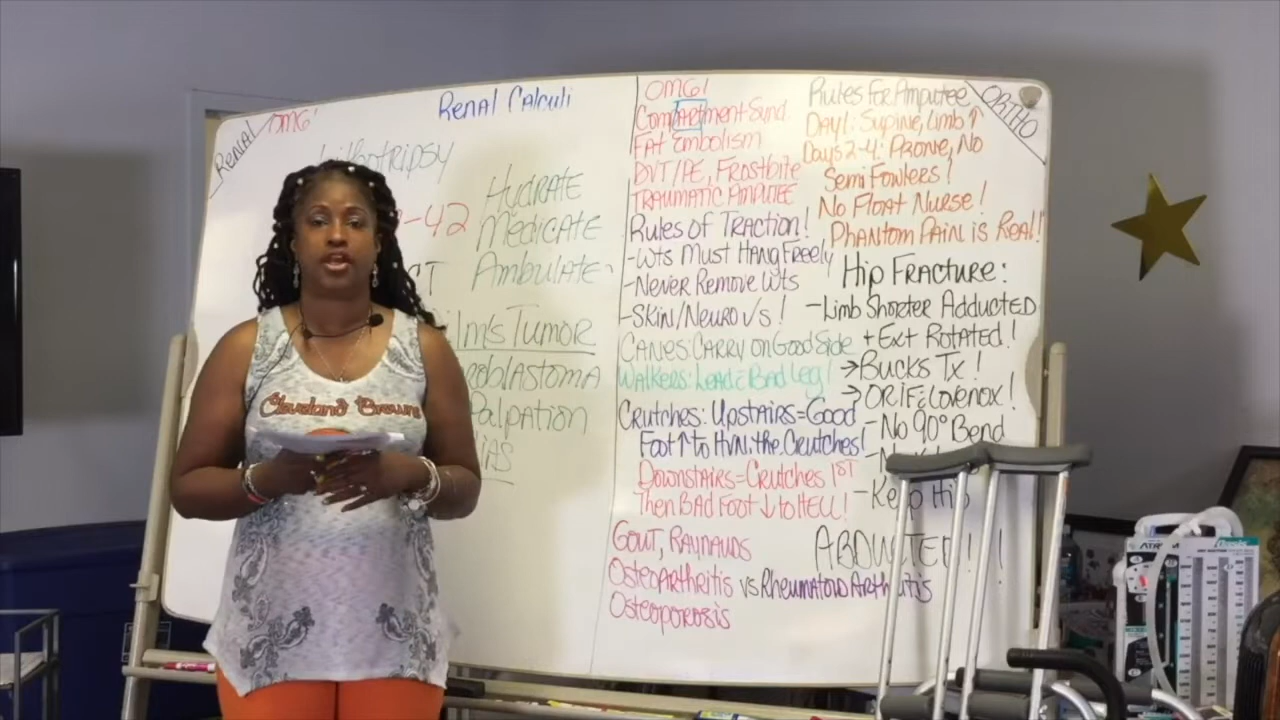 RENAL
OMG!
Renal Calculi
Lithotripsy
-42
Hydrate
Medicate
Ambulate
ilm's Tumor
Palpation
OMG!
Compartment Synd.
Fat Embolism
DVT/PE, Frostbite
Traumatic Amputee
Rules of Traction!
-Wts Must Hang Freely
-Never Remove Wts
-Skin/Neuro √s!
Canes: Carry on Good Side
Walkers: Lead c Bad Leg!
Crutches: Upstairs=Good
Foot ↑ to HVN, the Crutches!
Downstairs=Crutches 1ST
Then Bad Foot ↓ to HELL!
Gout, Raynauds
Osteoarthritis vs Rheumatoid Arthritis
Osteoporosis
ORTHO
Rules for Amputee
Day1: Supine, Limb ↑
Days 2-4: Prone, No
Semi Fowlers!
No Float Nurse!
Phantom Pain is Real!
Hip Fracture:
-Limb Shorter Adducted
+ Ext Rotated!
→Bucks Tx!
→ORIF c Lovenox!
-No 90° Bend
-Keep Hip
Cleveland Browns